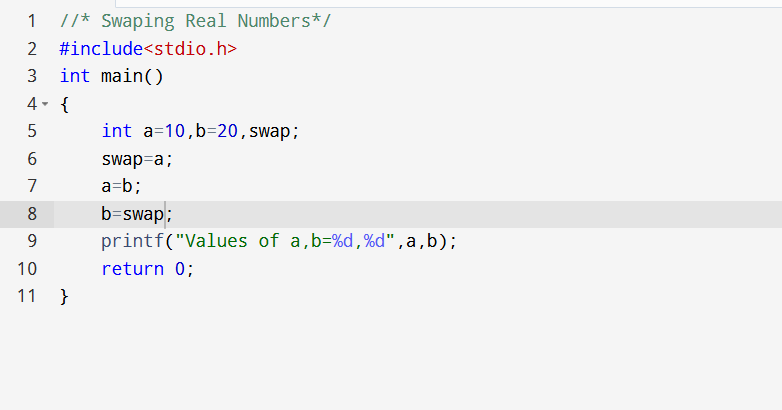 1 //* Swaping Real Numbers*/
2 #include<stdio.h>
3 int main()
4 {
5     int a=10,b=20,swap;
6     swap=a;
7     a=b;
8     b=swap;
9     printf("Values of a,b=%d,%d",a,b);
10     return 0;
11 }